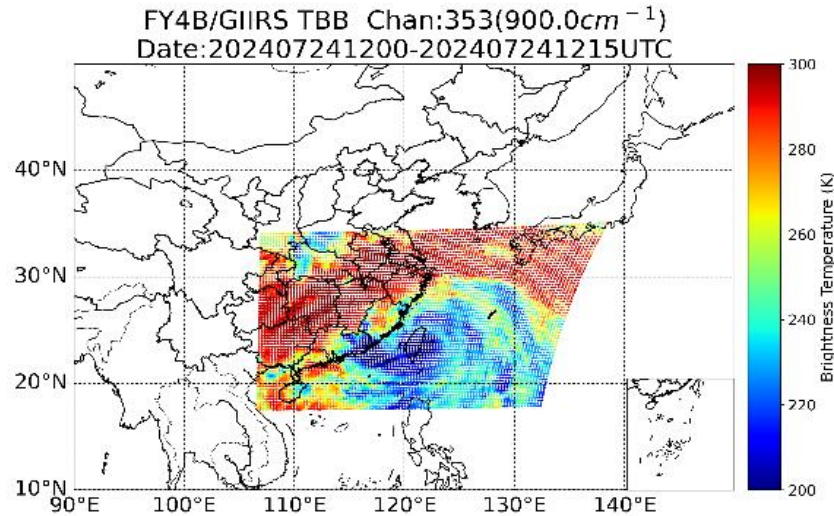 FY4B/GIIRS TBB Chan:353(900.0cm⁻¹)
Date:202407241200-202407241215UTC
40°N
30°N
20°N
10°N
90°E 100°E 110°E 120°E 130°E 140°E
300
280
260
240
220
200
Brightness Temperature (K)